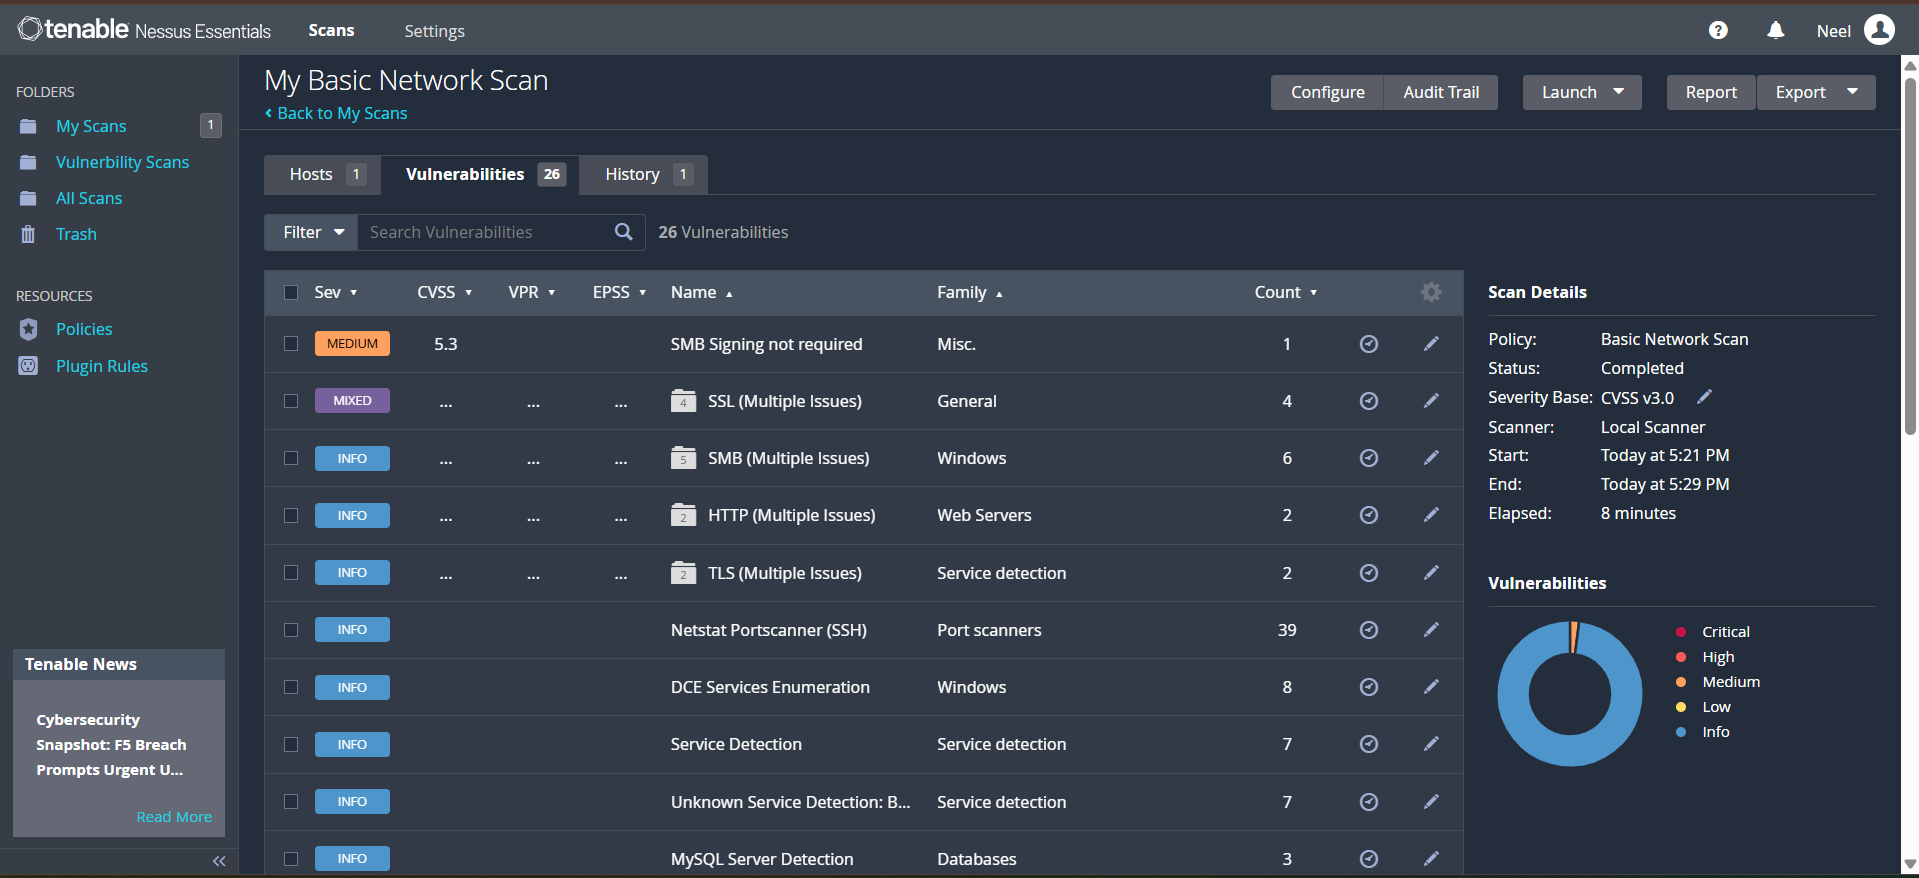 tenable Nessus Essentials Scans Settings Neel
FOLDERS
My Scans 1
Vulnerbility Scans
All Scans
Trash
RESOURCES
Policies
Plugin Rules
Tenable News
Cybersecurity
Snapshot: F5 Breach
Prompts Urgent U...
Read More
My Basic Network Scan
Back to My Scans
Configure Audit Trail Launch Report Export
Hosts 1 Vulnerabilities 26 History 1
Filter Search Vulnerabilities 26 Vulnerabilities
Sev CVSS VPR EPSS Name Family Count
MEDIUM 5.3 SMB Signing not required Misc. 1
MIXED ... ... ... 4 SSL (Multiple Issues) General 4
INFO ... ... ... 5 SMB (Multiple Issues) Windows 6
INFO ... ... ... 2 HTTP (Multiple Issues) Web Servers 2
INFO ... ... ... 2 TLS (Multiple Issues) Service detection 2
INFO Netstat Portscanner (SSH) Port scanners 39
INFO DCE Services Enumeration Windows 8
INFO Service Detection Service detection 7
INFO Unknown Service Detection: B... Service detection 7
INFO MySQL Server Detection Databases 3
Scan Details
Policy: Basic Network Scan
Status: Completed
Severity Base: CVSS v3.0
Scanner: Local Scanner
Start: Today at 5:21 PM
End: Today at 5:29 PM
Elapsed: 8 minutes
Vulnerabilities
Critical
High
Medium
Low
Info